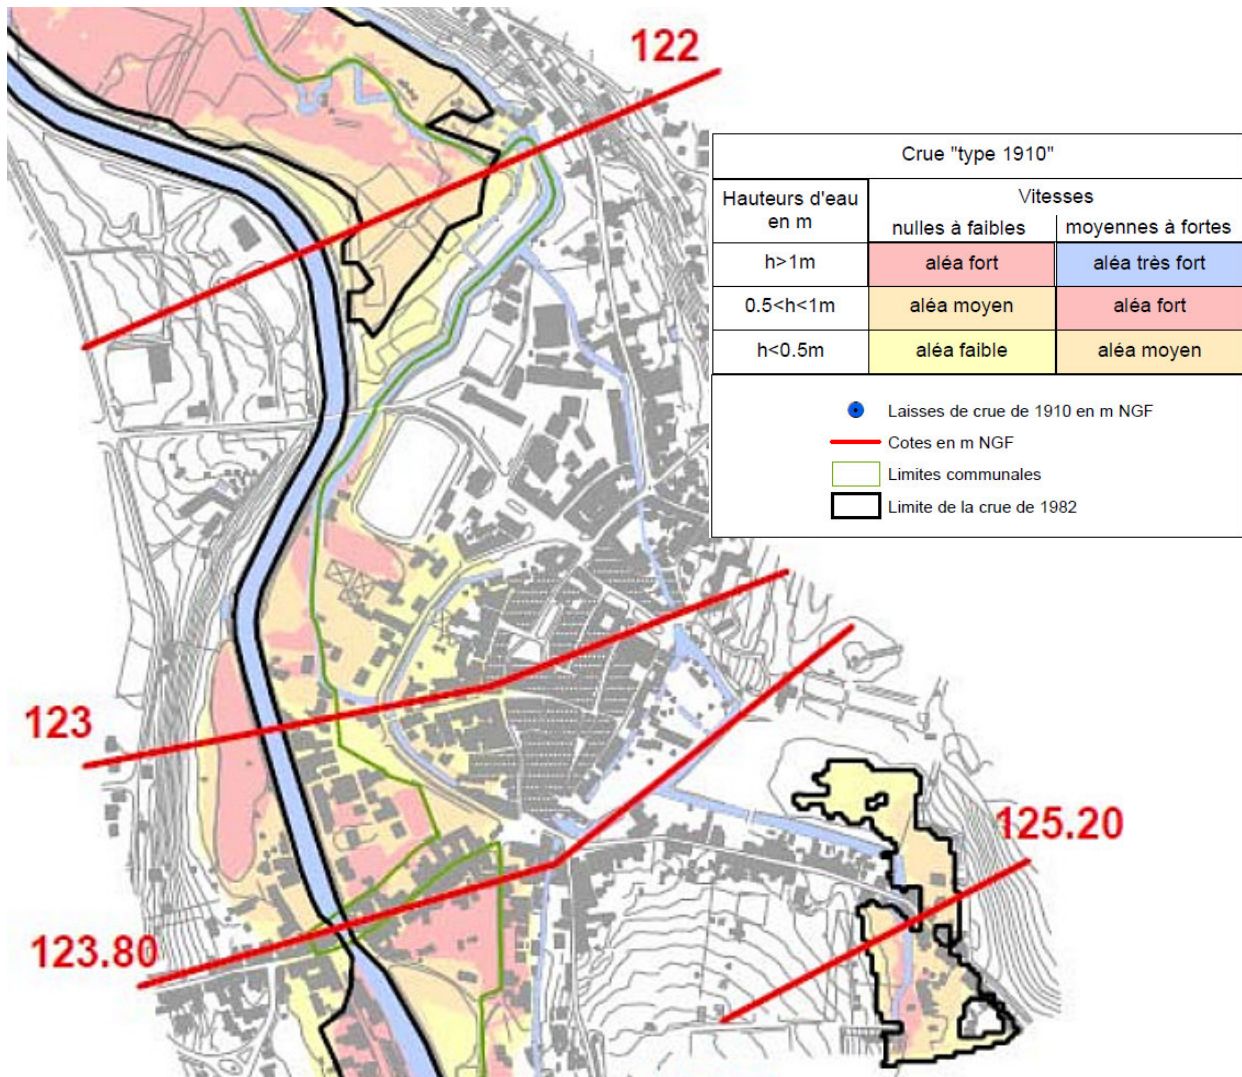 122
Crue "type 1910"
Hauteurs d'eau
en m
Vitesses
nulles à faibles
moyennes à fortes
h>1m
aléa fort
aléa très fort
0.5<h<1m
aléa moyen
aléa fort
h<0.5m
aléa faible
aléa moyen
Laisses de crue de 1910 en m NGF
Cotes en m NGF
Limites communales
Limite de la crue de 1982
123
125.20
123.80